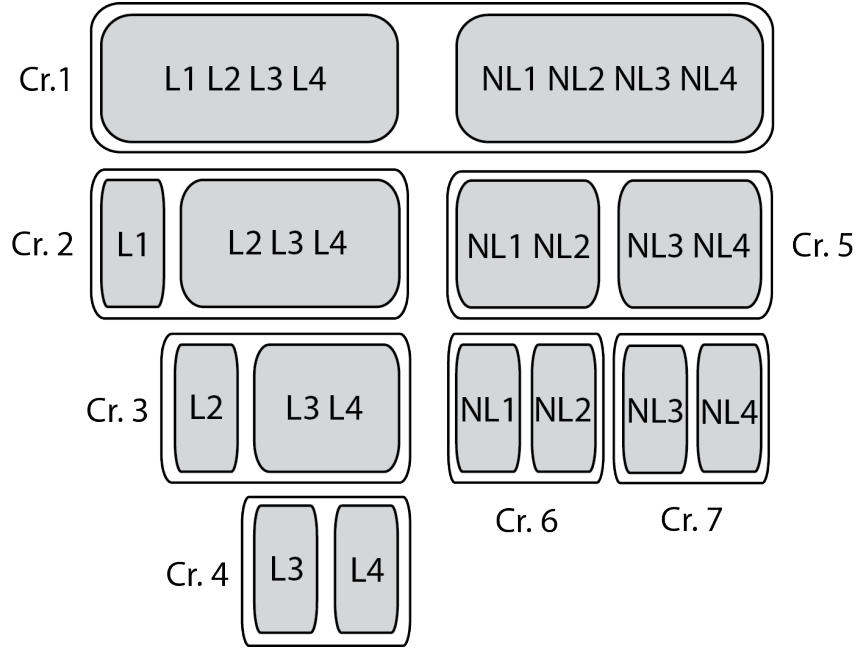 Cr.1 L1 L2 L3 L4 NL1 NL2 NL3 NL4
Cr. 2 L1 L2 L3 L4 NL1 NL2 NL3 NL4 Cr. 5
Cr. 3 L2 L3 L4 NL1 NL2 NL3 NL4
Cr. 6 Cr. 7
Cr. 4 L3 L4